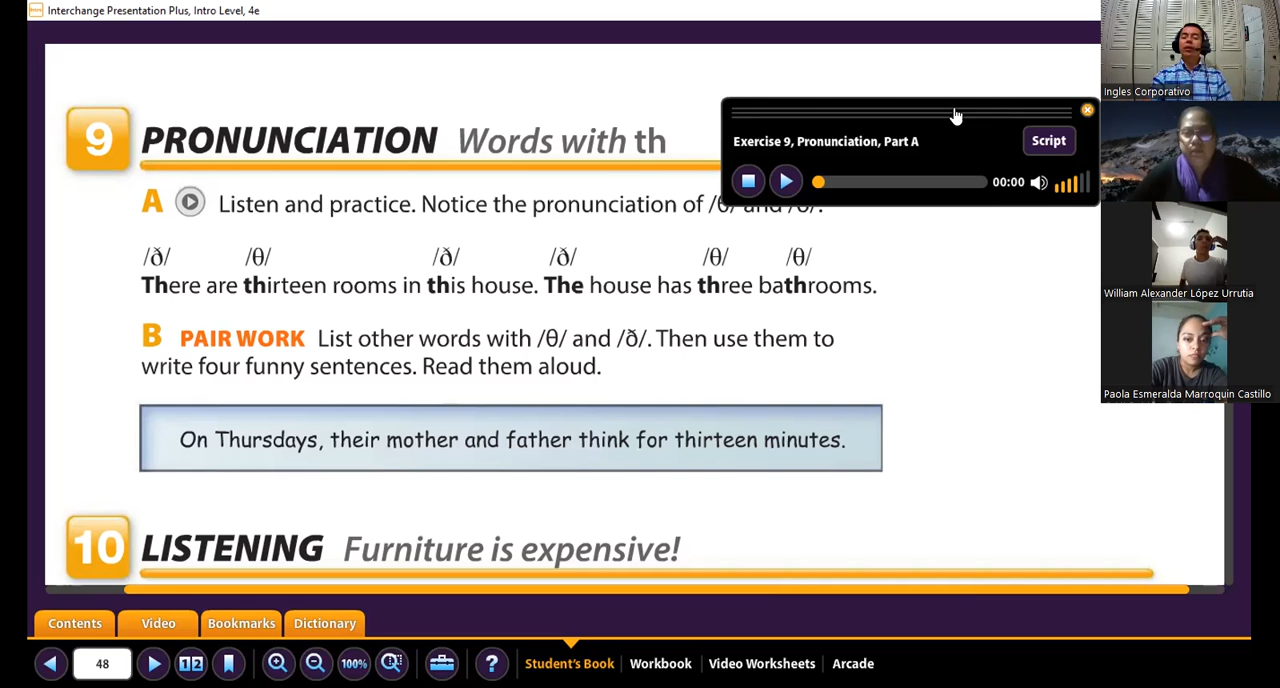 Interchange Presentation Plus, Intro Level, 4e
9 PRONUNCIATION Words with th
Exercise 9, Pronunciation, Part A
Script
00:00
A Listen and practice. Notice the pronunciation of /θ/ and /ð/.
/ð/ /θ/ /ð/ /ð/ /θ/ /θ/
There are thirteen rooms in this house. The house has three bathrooms.
B PAIR WORK List other words with /θ/ and /ð/. Then use them to
write four funny sentences. Read them aloud.
On Thursdays, their mother and father think for thirteen minutes.
10 LISTENING Furniture is expensive!
Contents Video Bookmarks Dictionary
48 1 2 100% ? Student's Book Workbook Video Worksheets Arcade
Ingles Corporativo
William Alexander López Urrutia
Paola Esmeralda Marroquin Castillo